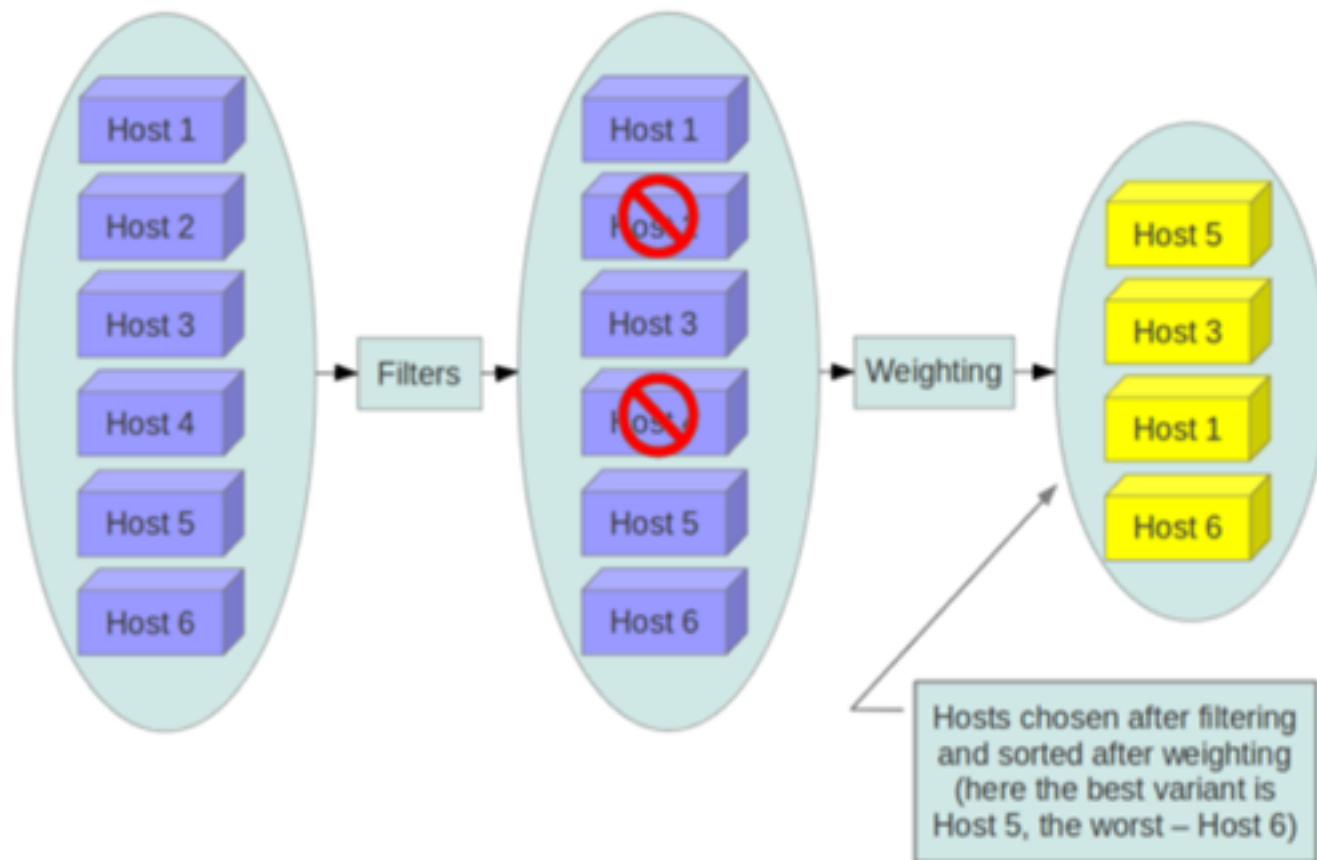 Host 1
Host 2
Host 3
Host 4
Host 5
Host 6
Filters
Host 1
Host 3
Host 5
Host 6
Weighting
Host 5
Host 3
Host 1
Host 6
Hosts chosen after filtering
and sorted after weighting
(here the best variant is
Host 5, the worst – Host 6)